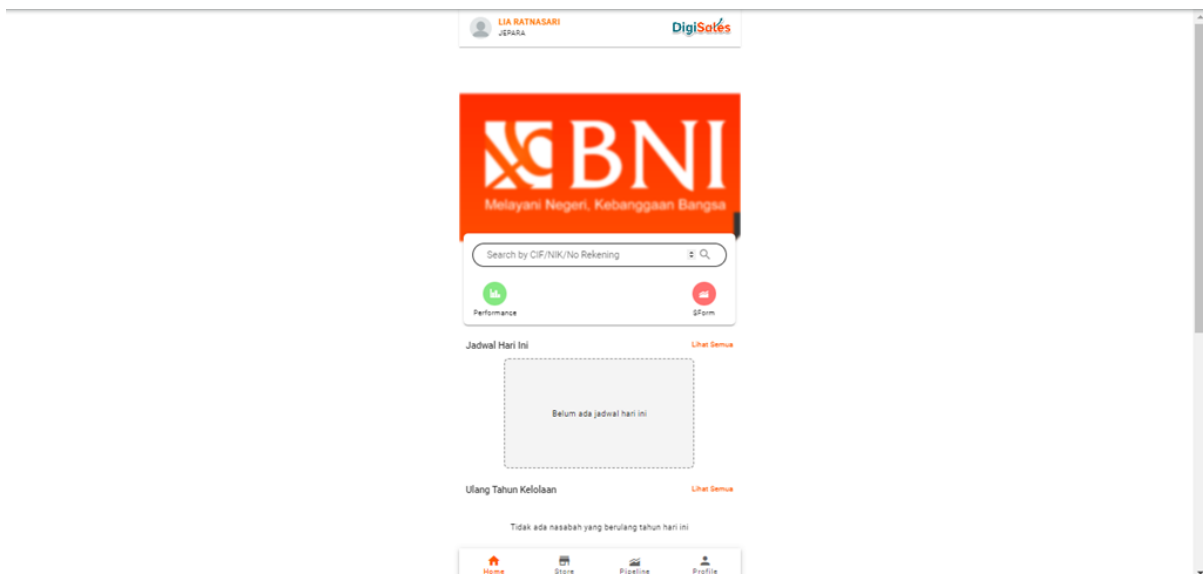 LIA RATNASARI
JEPARA
DigiSales
BNI
Melayani Negeri, Kebanggaan Bangsa
Search by CIF/NIK/No Rekening
Performance
SForm
Jadwal Hari Ini
Lihat Semua
Belum ada jadwal hari ini
Ulang Tahun Kelolaan
Lihat Semua
Tidak ada nasabah yang berulang tahun hari ini
Home
Store
Pipeline
Profile